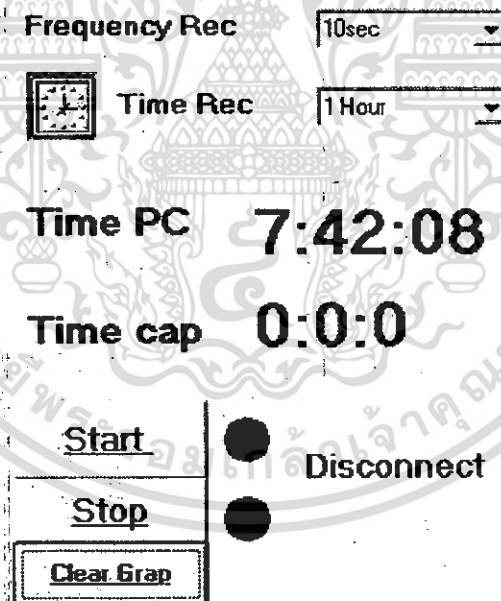 Frequency Rec 10sec
Time Rec 1 Hour
Time PC 7:42:08
Time cap 0:0:0
Start
Disconnect
Stop
Clear Grap